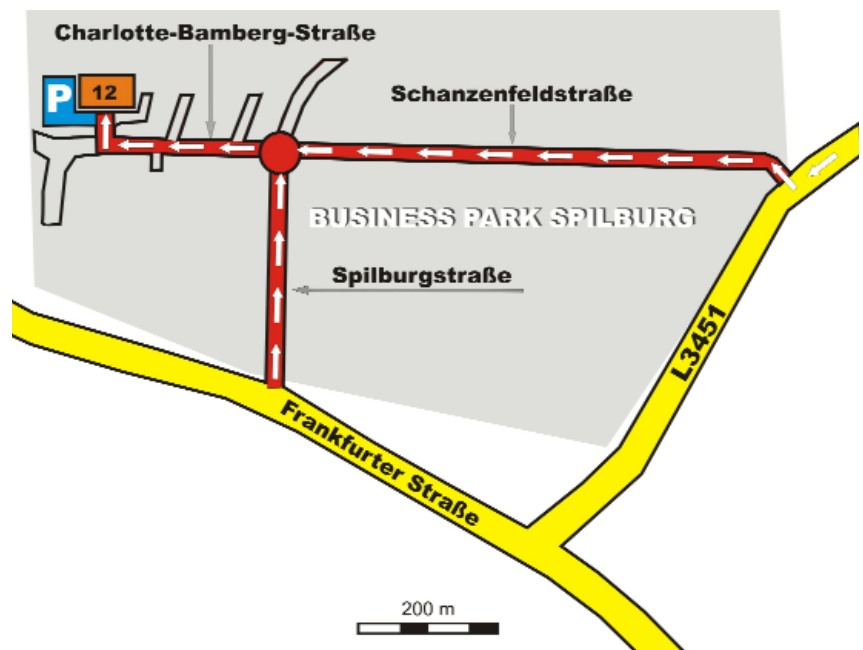 Charlotte-Bamberg-Straße
P
12
Schanzenfeldstraße
BUSINESS PARK SPILBURG
Spilburgstraße
L3451
Frankfurter Straße
200 m